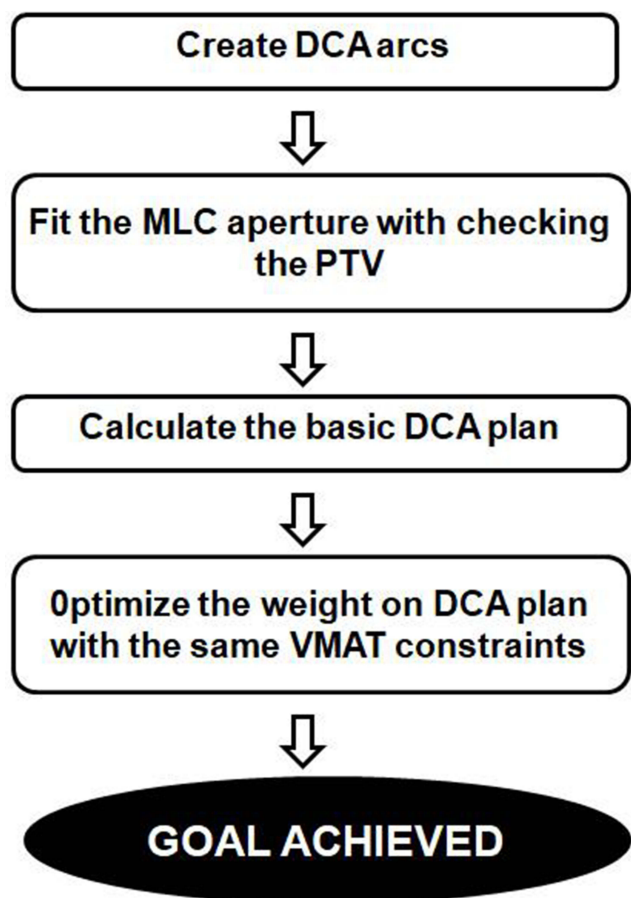 Create DCA arcs
Fit the MLC aperture with checking
the PTV
Calculate the basic DCA plan
0ptimize the weight on DCA plan
with the same VMAT constraints
GOAL ACHIEVED